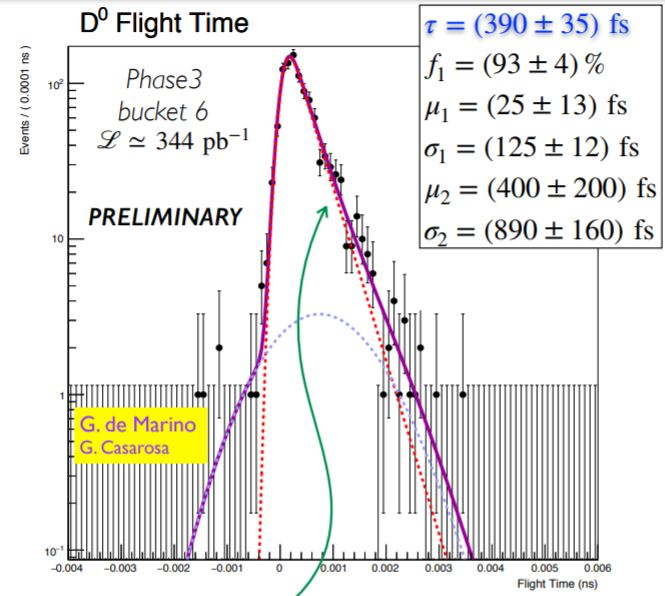 D⁰ Flight Time
τ = (390 ± 35) fs
f₁ = (93 ± 4) %
μ₁ = (25 ± 13) fs
σ₁ = (125 ± 12) fs
μ₂ = (400 ± 200) fs
σ₂ = (890 ± 160) fs
Events / ( 0.0001 ns )
Phase3
bucket 6
ℒ ≃ 344 pb⁻¹
PRELIMINARY
G. de Marino
G. Casarosa
10²
10
1
10⁻¹
−0.004 −0.003 −0.002 −0.001 0 0.001 0.002 0.003 0.004 0.005 0.006
Flight Time (ns)